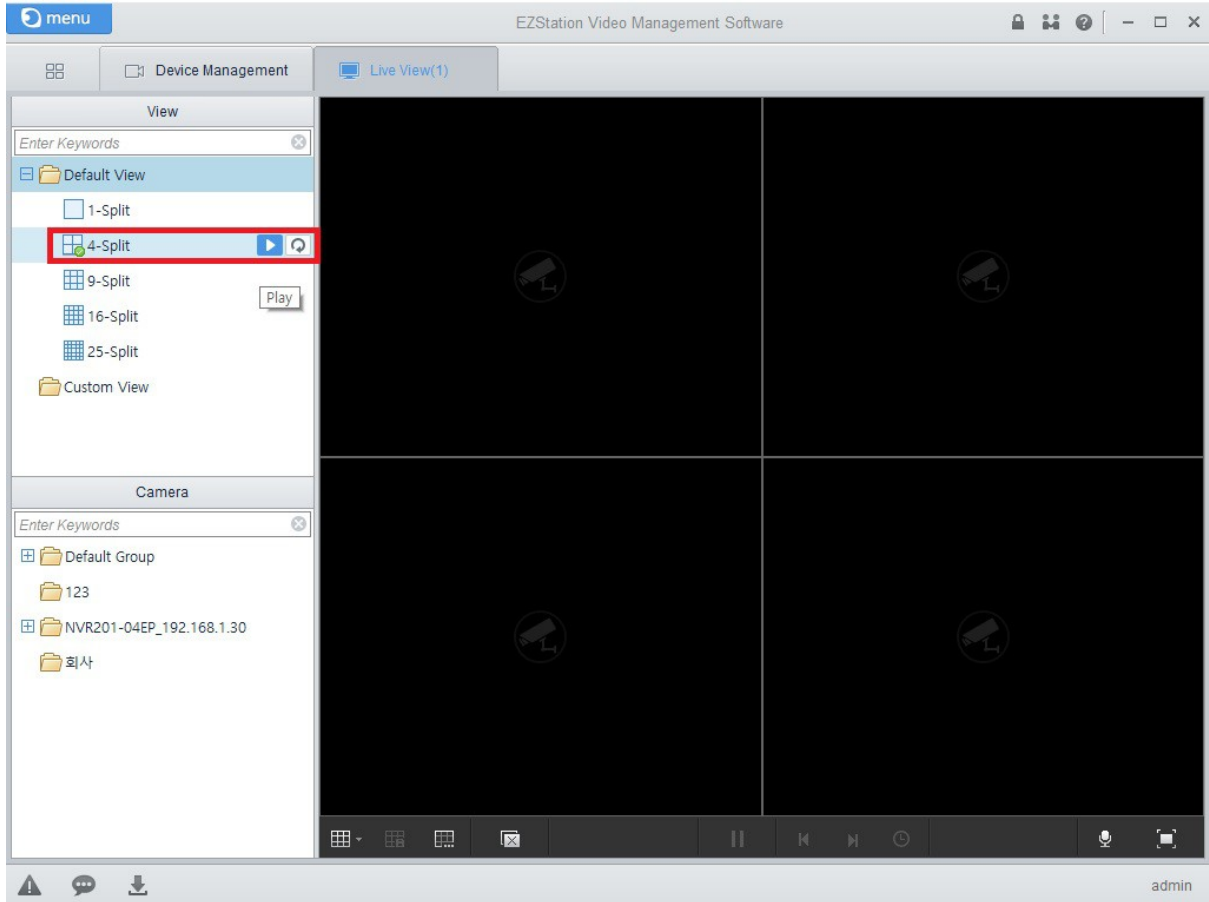 menu
EZStation Video Management Software
Device Management
Live View(1)
View
Enter Keywords
Default View
1-Split
4-Split
9-Split
Play
16-Split
25-Split
Custom View
Camera
Enter Keywords
Default Group
123
NVR201-04EP_192.168.1.30
회사
admin